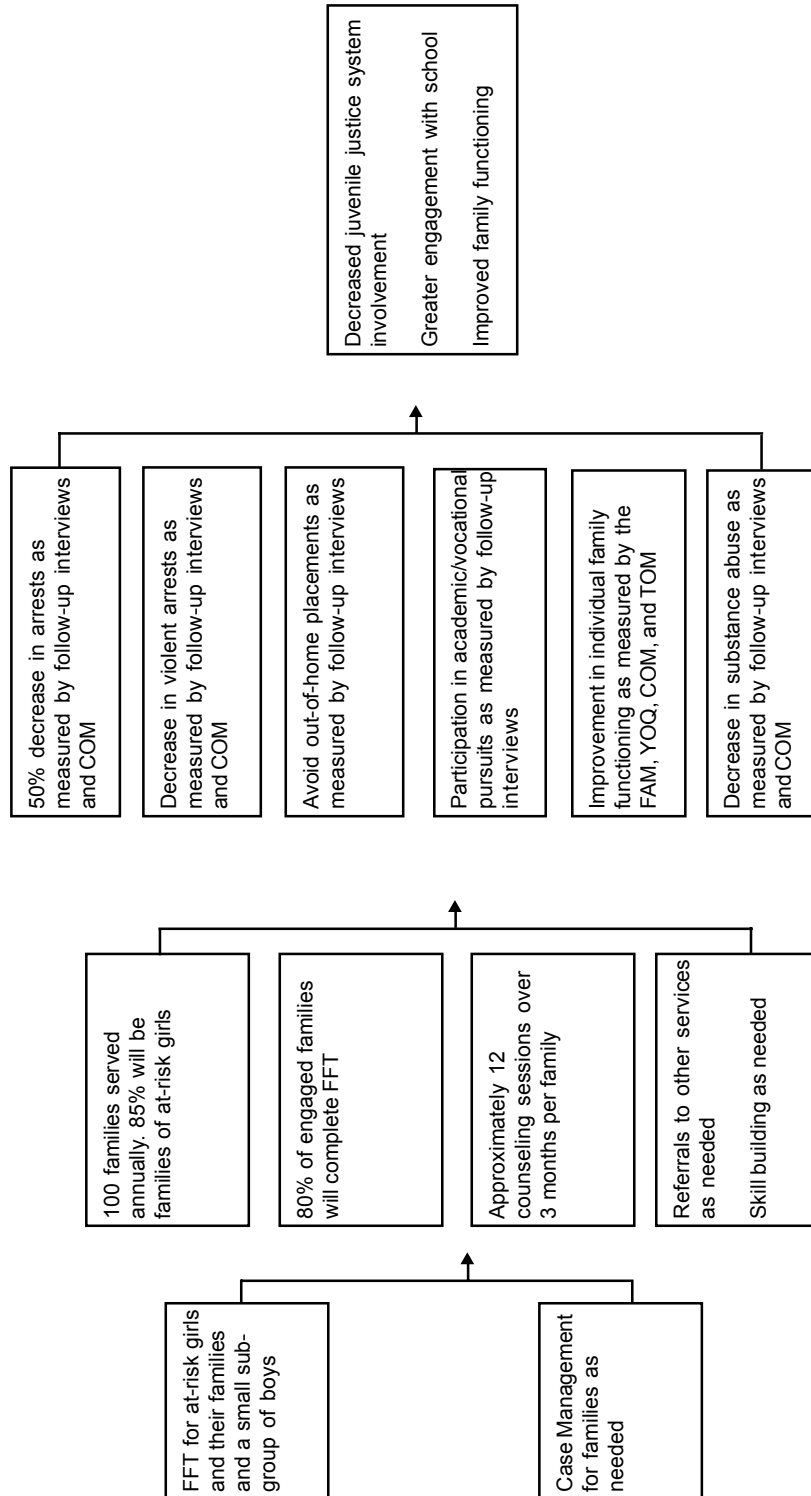 FFT for at-risk girls
and their families
and a small sub-
group of boys
Case Management
for families as
needed
100 families served
annually. 85% will be
families of at-risk girls
80% of engaged families
will complete FFT
Approximately 12
counseling sessions over
3 months per family
Referrals to other services
as needed
Skill building as needed
50% decrease in arrests as
measured by follow-up interviews
and COM
Decrease in violent arrests as
measured by follow-up interviews
and COM
Avoid out-of-home placements as
measured by follow-up interviews
Participation in academic/vocational
pursuits as measured by follow-up
interviews
Improvement in individual family
functioning as measured by the
FAM, YOQ, COM, and TOM
Decrease in substance abuse as
measured by follow-up interviews
and COM
Decreased juvenile justice system
involvement
Greater engagement with school
Improved family functioning